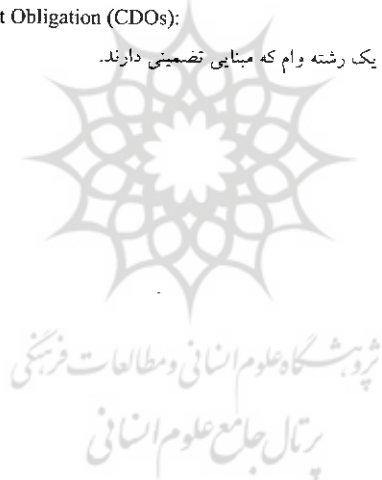 t Obligation (CDOs):
یک رشته وام که مبنایی تضمینی دارند.
پژوهشگاه علوم انسانی و مطالعات فرهنگی
پرتال جامع علوم انسانی